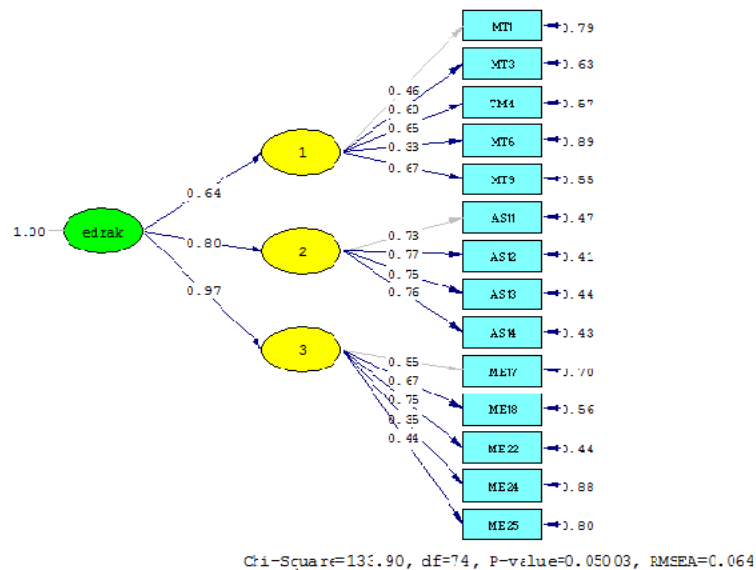 MT1 0.79
MT3 0.63
0.46
0.60
TM4 0.57
0.65
1
0.33
MT6 0.89
0.67
MT9 0.55
0.64
AS11 0.47
1.00
edrak
0.73
0.80
2
0.77
AS12 0.41
0.75
0.76
AS13 0.44
0.97
AS14 0.43
3
0.55
ME17 0.70
0.67
0.75
ME18 0.56
0.35
0.44
ME22 0.44
ME24 0.88
ME25 0.80
Chi-Square=133.90, df=74, P-value=0.05003, RMSEA=0.064